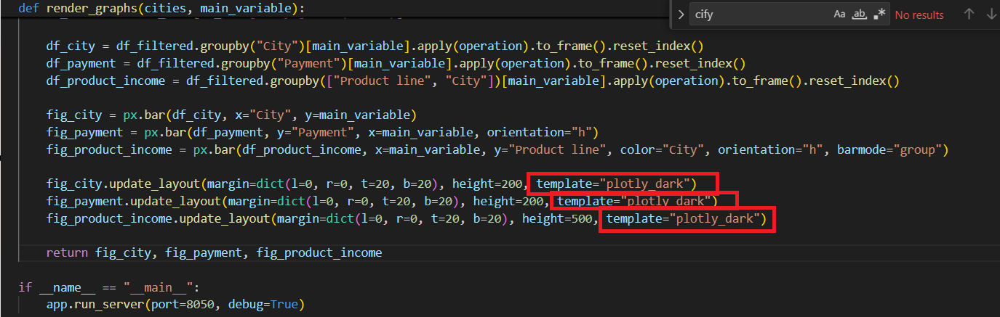 def render_graphs(cities, main_variable):
cify
Aa ab .*
No results
df_city = df_filtered.groupby("City")[main_variable].apply(operation).to_frame().reset_index()
df_payment = df_filtered.groupby("Payment")[main_variable].apply(operation).to_frame().reset_index()
df_product_income = df_filtered.groupby(["Product line", "City"])[main_variable].apply(operation).to_frame().reset_index()
fig_city = px.bar(df_city, x="City", y=main_variable)
fig_payment = px.bar(df_payment, y="Payment", x=main_variable, orientation="h")
fig_product_income = px.bar(df_product_income, x=main_variable, y="Product line", color="City", orientation="h", barmode="group")
fig_city.update_layout(margin=dict(l=0, r=0, t=20, b=20), height=200, template="plotly_dark")
fig_payment.update_layout(margin=dict(l=0, r=0, t=20, b=20), height=200, template="plotly_dark")
fig_product_income.update_layout(margin=dict(l=0, r=0, t=20, b=20), height=500, template="plotly_dark")
return fig_city, fig_payment, fig_product_income
if __name__ == "__main__":
app.run_server(port=8050, debug=True)